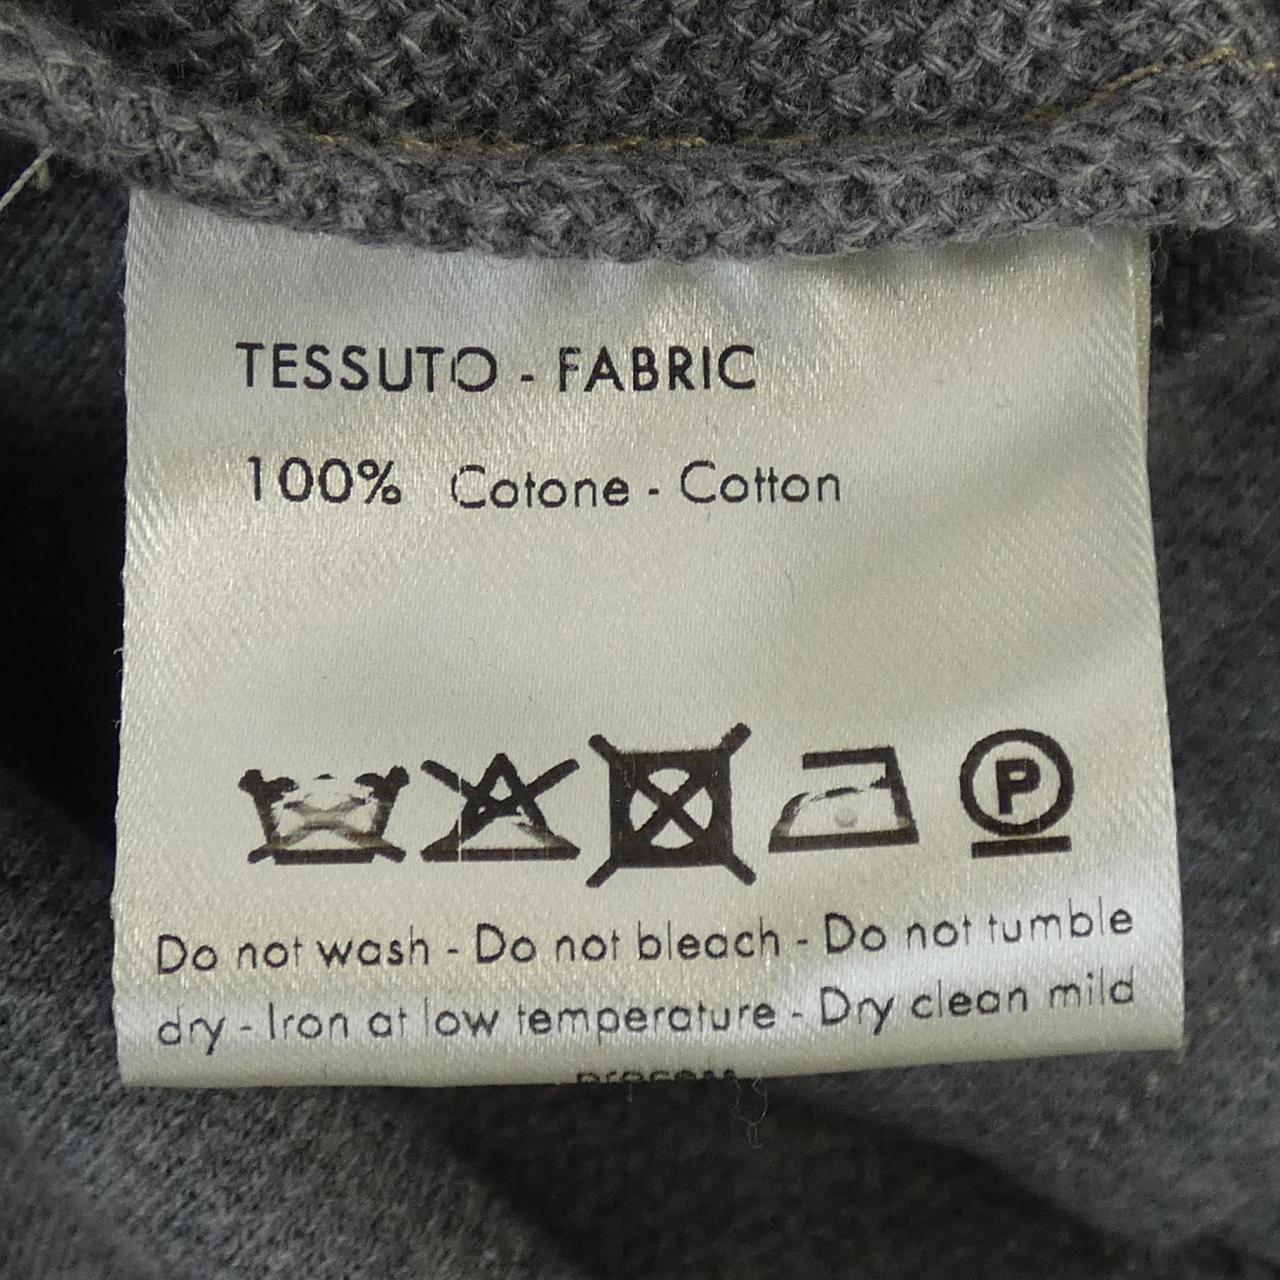 TESSUTO - FABRIC
100% Cotone - Cotton
P
Do not wash - Do not bleach - Do not tumble
dry - Iron at low temperature - Dry clean mild
process